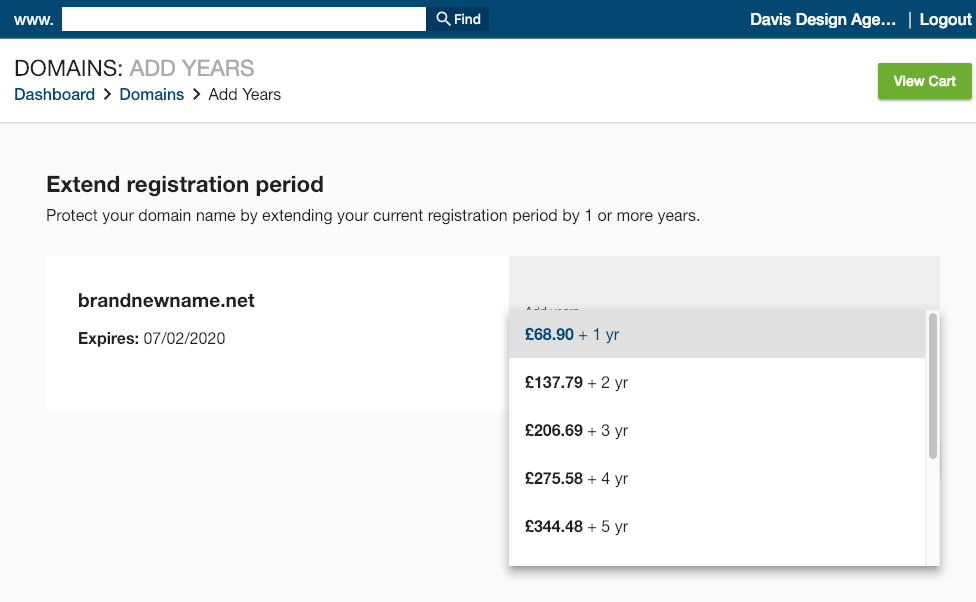 www. Find Davis Design Age... | Logout
DOMAINS: ADD YEARS
Dashboard > Domains > Add Years
View Cart
Extend registration period
Protect your domain name by extending your current registration period by 1 or more years.
brandnewname.net
Expires: 07/02/2020
Add years
£68.90 + 1 yr
£137.79 + 2 yr
£206.69 + 3 yr
£275.58 + 4 yr
£344.48 + 5 yr